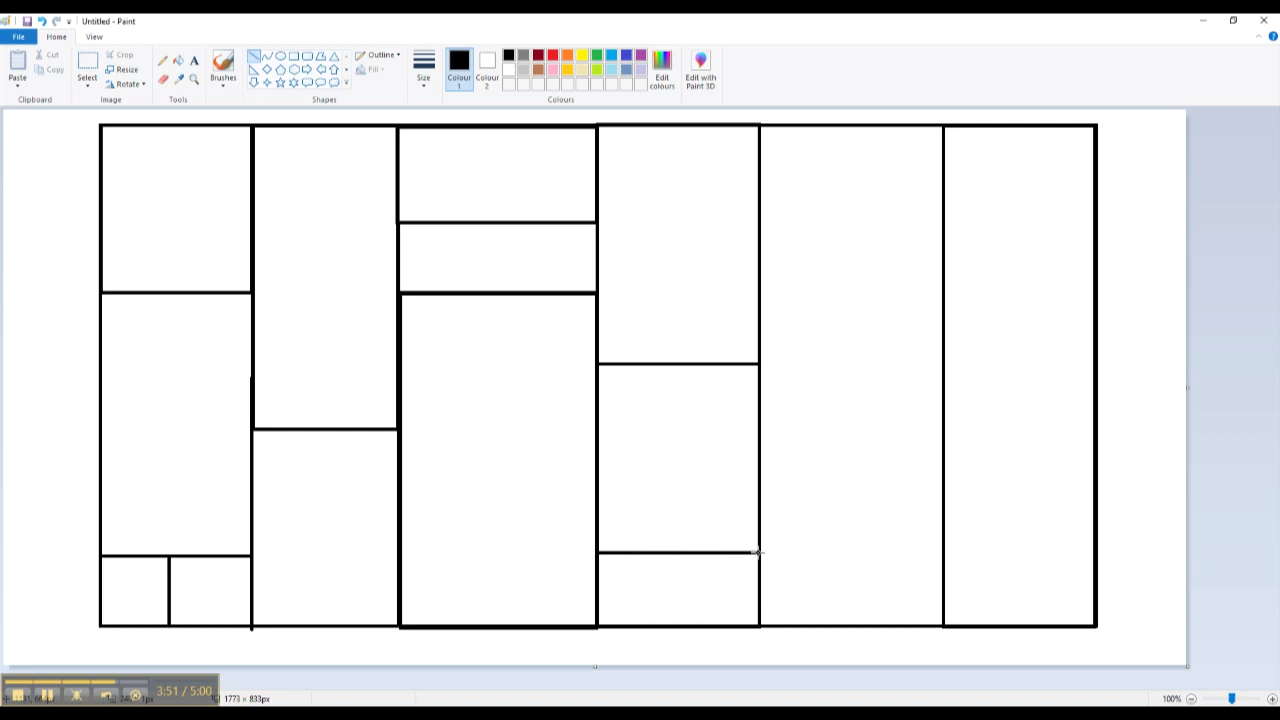 Untitled - Paint
File Home View
Paste
Cut
Copy
Clipboard
Select
Crop
Resize
Rotate
Image
Tools
Brushes
Outline
Fill
Shapes
Size
Colour 1
Colour 2
Edit colours
Colours
Edit with Paint 3D
3:51 / 5:00
1773 × 833px
100%